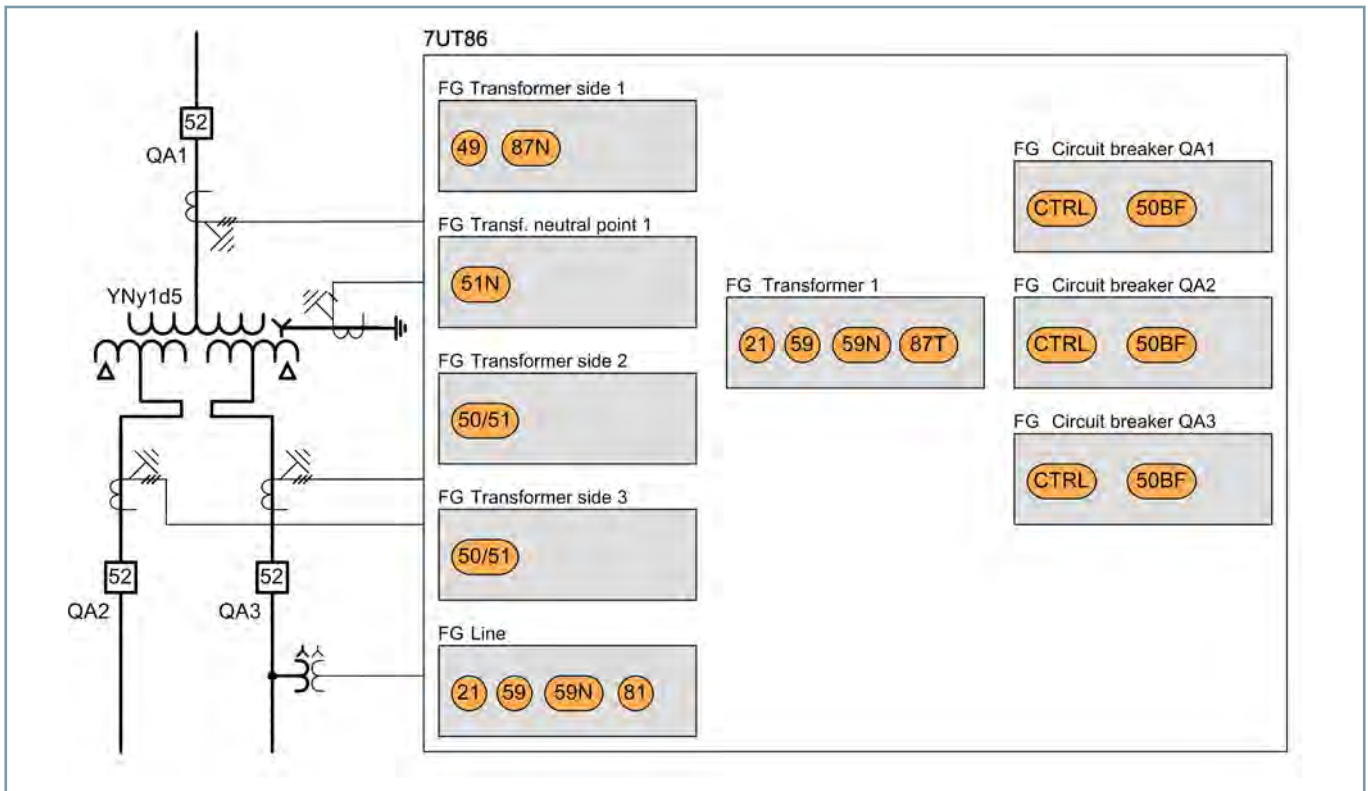 7UT86
FG Transformer side 1
49 87N
FG Transf. neutral point 1
51N
FG Transformer side 2
50/51
FG Transformer side 3
50/51
FG Line
21 59 59N 81
FG Transformer 1
21 59 59N 87T
FG Circuit breaker QA1
CTRL 50BF
FG Circuit breaker QA2
CTRL 50BF
FG Circuit breaker QA3
CTRL 50BF
52
QA1
YNy1d5
52
QA2
52
QA3